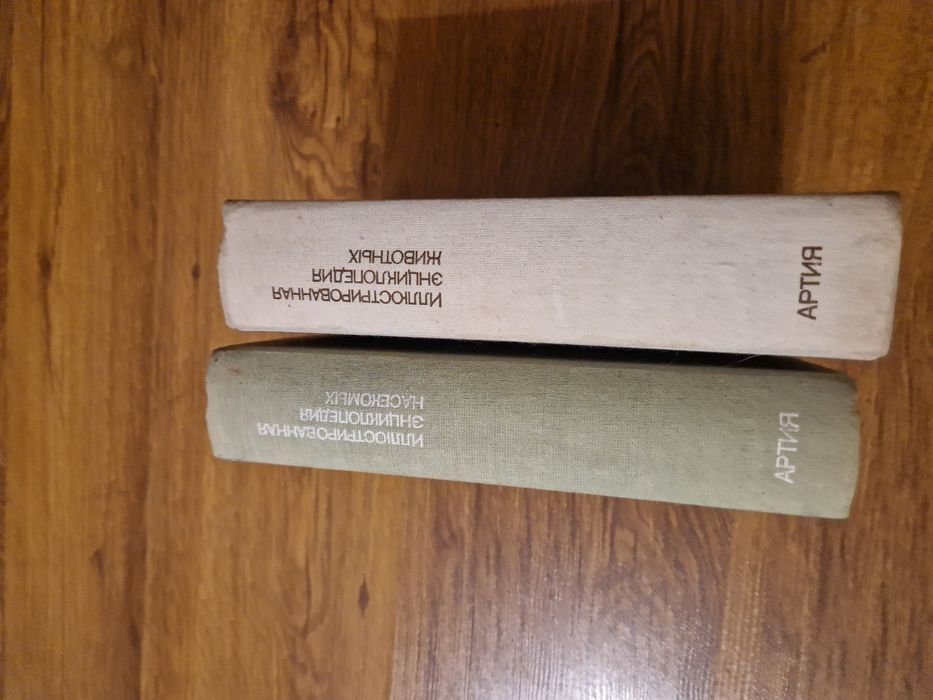 ИЛЛЮСТРИРОВАННАЯ
ЭНЦИКЛОПЕДИЯ
ЖИВОТНЫХ
АРТИЯ
ИЛЛЮСТРИРОВАННАЯ
ЭНЦИКЛОПЕДИЯ
НАСЕКОМЫХ
АРТИЯ